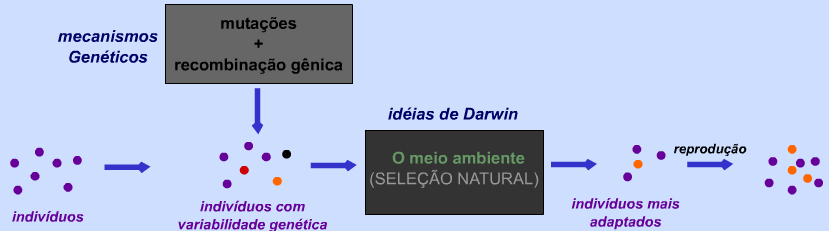 mecanismos
Genéticos
mutações
+
recombinação gênica
idéias de Darwin
O meio ambiente
(SELEÇÃO NATURAL)
reprodução
indivíduos
indivíduos com
variabilidade genética
indivíduos mais
adaptados